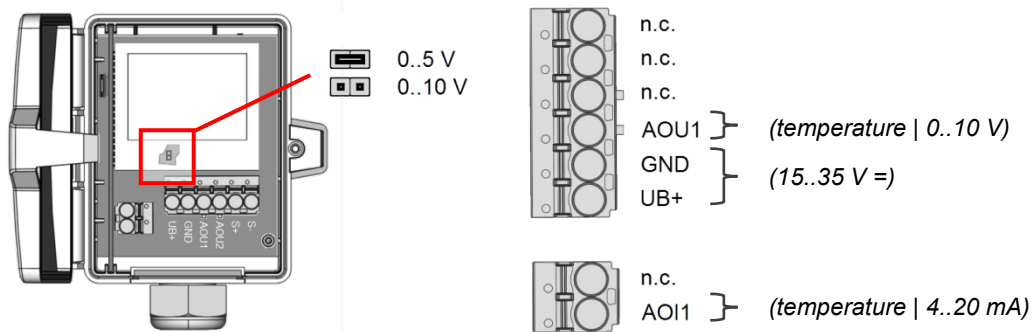 0..5 V
0..10 V
UB+
GND
AOU1
AOU2
S+
S-
n.c.
n.c.
n.c.
AOU1 (temperature | 0..10 V)
GND
(15..35 V =)
UB+
n.c.
AOI1 (temperature | 4..20 mA)